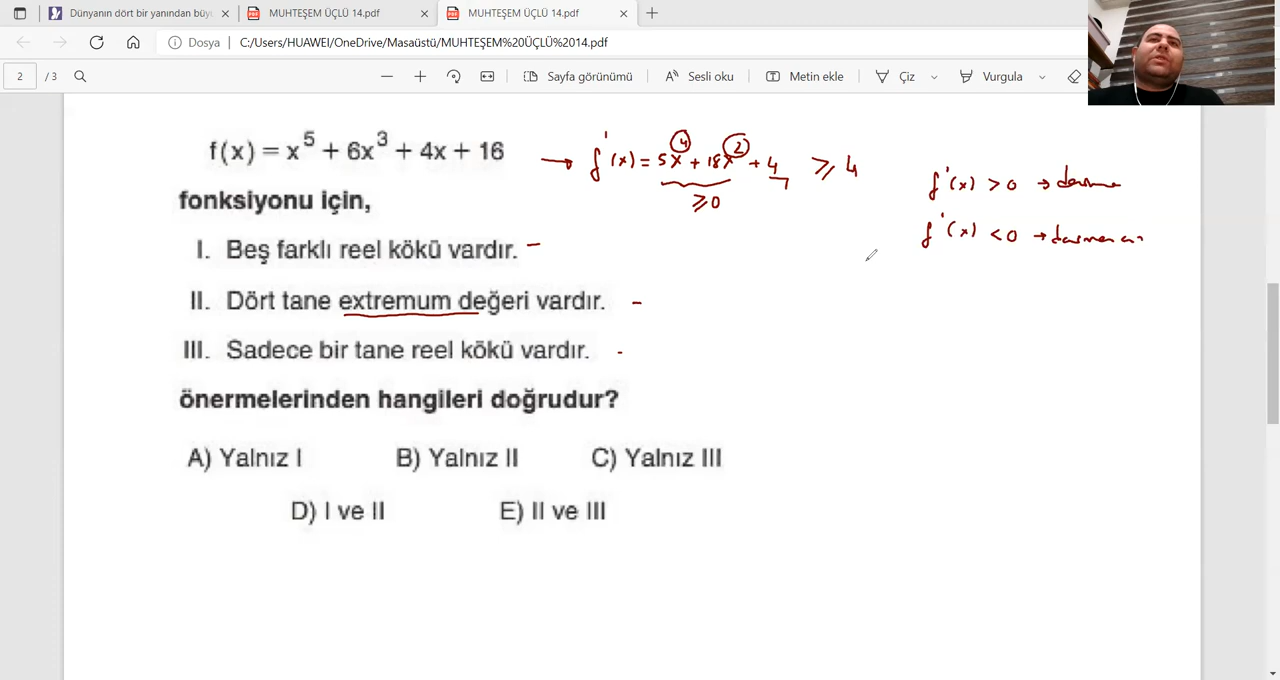 Dünyanın dört bir yanından büyü
MUHTEŞEM ÜÇLÜ 14.pdf
MUHTEŞEM ÜÇLÜ 14.pdf
Dosya | C:/Users/HUAWEI/OneDrive/Masaüstü/MUHTEŞEM%20ÜÇLÜ%2014.pdf
2 / 3 Sayfa görünümü Sesli oku Metin ekle Çiz Vurgula
f(x) = x⁵ + 6x³ + 4x + 16 → f'(x) = 5x⁴ + 18x² + 4 ≥ 4
≥0
f'(x) > 0 →
f'(x) < 0 →
fonksiyonu için,
I. Beş farklı reel kökü vardır. -
II. Dört tane extremum değeri vardır. -
III. Sadece bir tane reel kökü vardır. -
önermelerinden hangileri doğrudur?
A) Yalnız I B) Yalnız II C) Yalnız III
D) I ve II E) II ve III